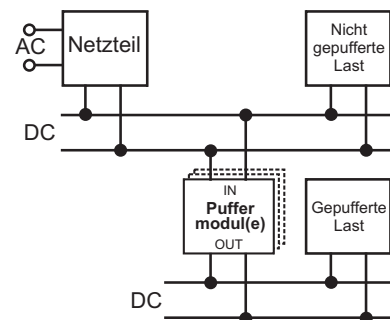 AC
Netzteil
Nicht
gepufferte
Last
DC
IN
Puffer
modul(e)
OUT
Gepufferte
Last
DC